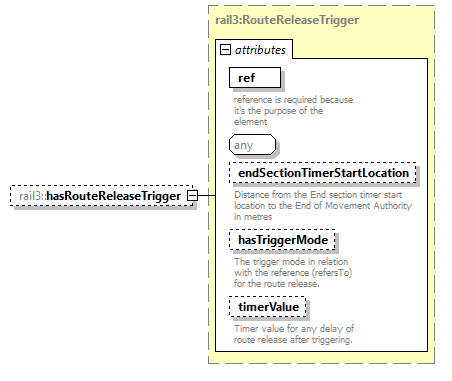 rail3:RouteReleaseTrigger
attributes
ref
reference is required because
it's the purpose of the
element
any
endSectionTimerStartLocation
Distance from the End section timer start
location to the End of Movement Authority
in metres
rail3:hasRouteReleaseTrigger
hasTriggerMode
The trigger mode in relation
with the reference (refersTo)
for the route release.
timerValue
Timer value for any delay of
route release after triggering.